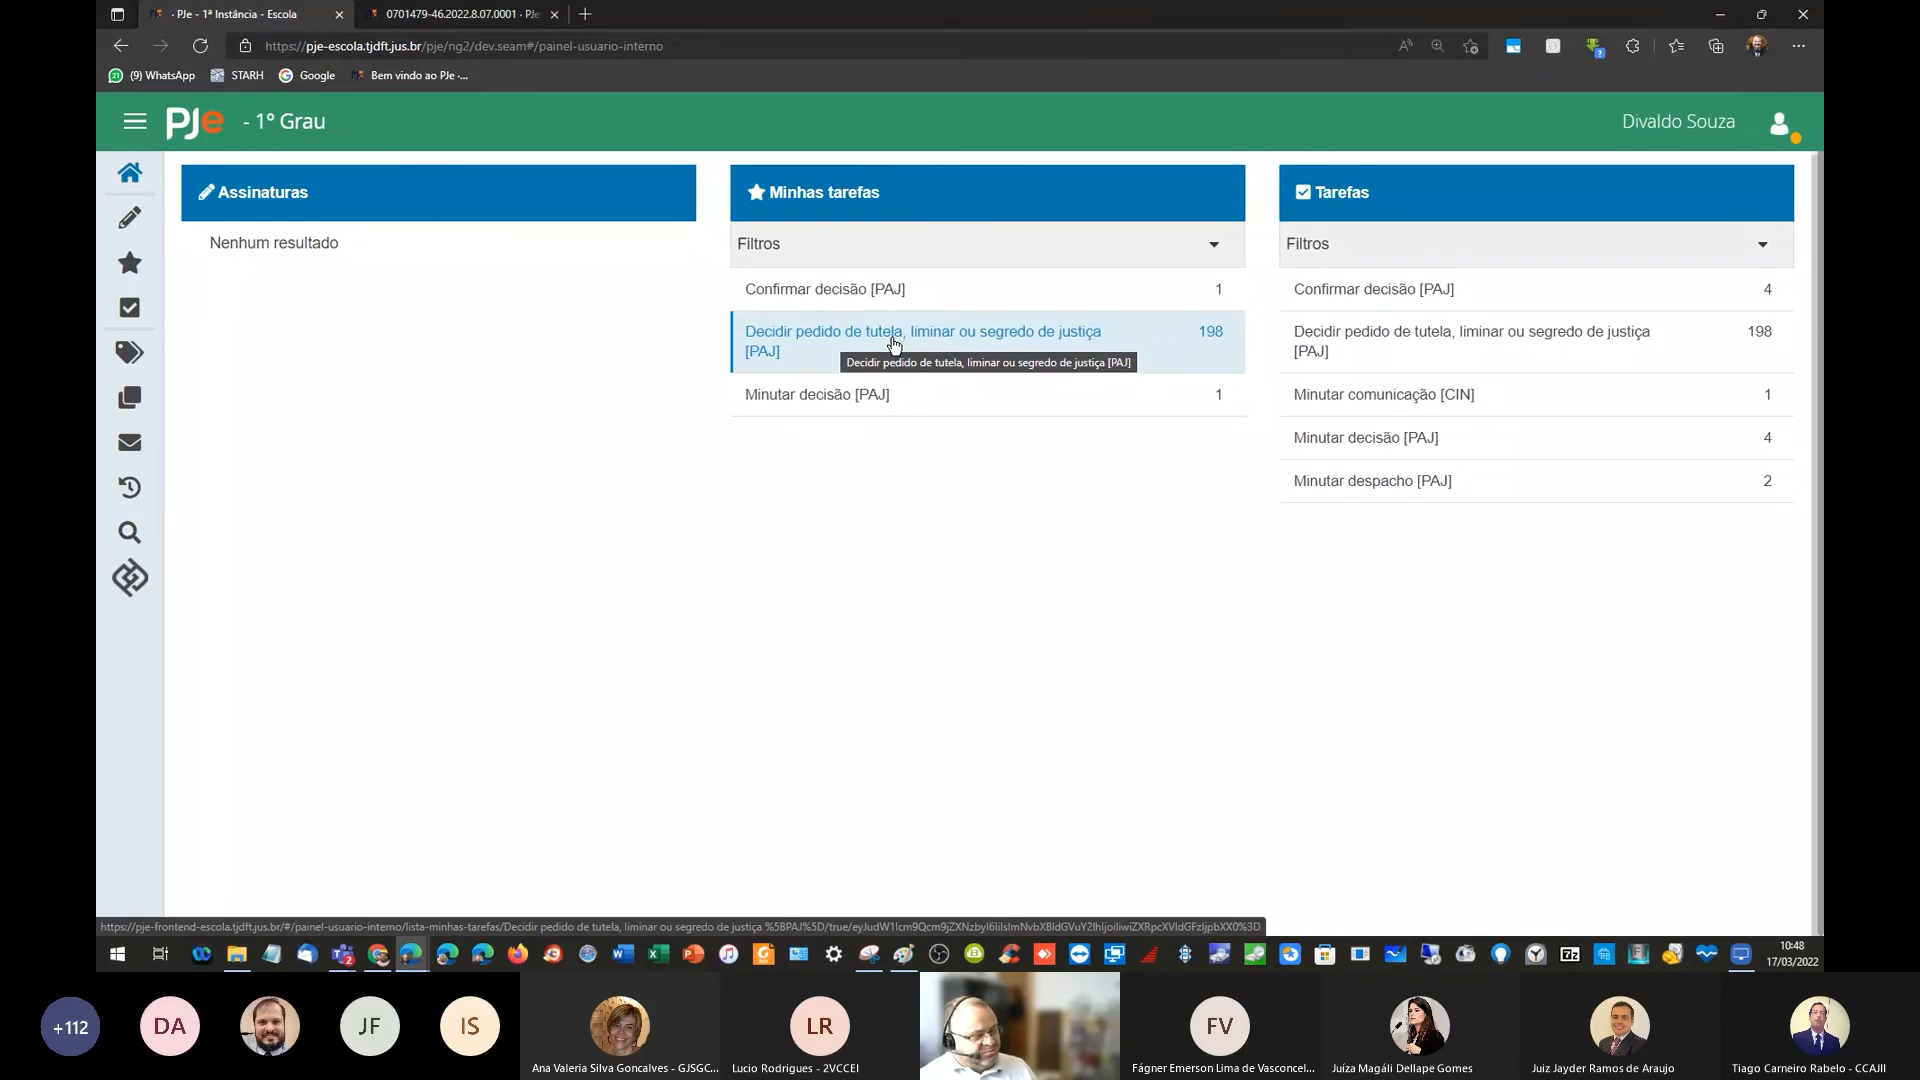 PJe - 1ª Instância - Escola
0701479-46.2022.8.07.0001 · PJe
https://pje-escola.tjdft.jus.br/pje/ng2/dev.seam#/painel-usuario-interno
(9) WhatsApp
STARH
Google
Bem vindo ao PJe ·...
PJe - 1º Grau
Divaldo Souza
Assinaturas
Nenhum resultado
Minhas tarefas
Filtros
Confirmar decisão [PAJ] 1
Decidir pedido de tutela, liminar ou segredo de justiça 198
[PAJ]
Decidir pedido de tutela, liminar ou segredo de justiça [PAJ]
Minutar decisão [PAJ] 1
Tarefas
Filtros
Confirmar decisão [PAJ] 4
Decidir pedido de tutela, liminar ou segredo de justiça 198
[PAJ]
Minutar comunicação [CIN] 1
Minutar decisão [PAJ] 4
Minutar despacho [PAJ] 2
10:48
17/03/2022
+112
DA
JF
IS
Ana Valeria Silva Goncalves - GJSGC...
LR
Lucio Rodrigues - 2VCCEI
FV
Fágner Emerson Lima de Vasconcel...
Juíza Magáli Dellape Gomes
Juiz Jayder Ramos de Araujo
Tiago Carneiro Rabelo - CCAJII